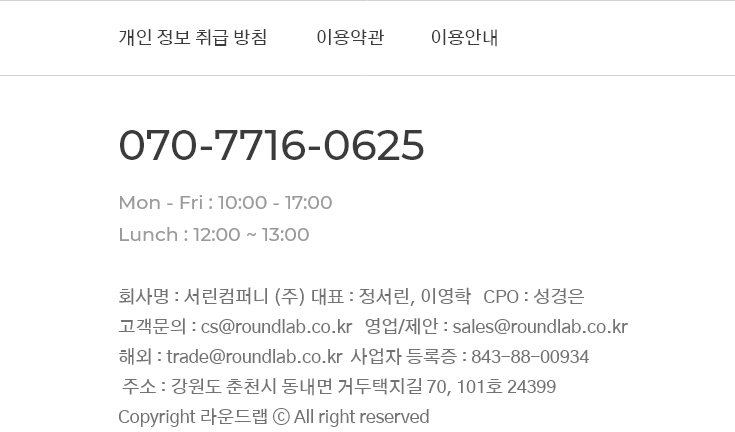 개인 정보 취급 방침 이용약관 이용안내
070-7716-0625
Mon - Fri : 10:00 - 17:00
Lunch : 12:00 ~ 13:00
회사명 : 서린컴퍼니 (주) 대표 : 정서린, 이영학 CPO : 성경은
고객문의 : cs@roundlab.co.kr 영업/제안 : sales@roundlab.co.kr
해외 : trade@roundlab.co.kr 사업자 등록증 : 843-88-00934
주소 : 강원도 춘천시 동내면 거두택지길 70, 101호 24399
Copyright 라운드랩 ⓒ All right reserved